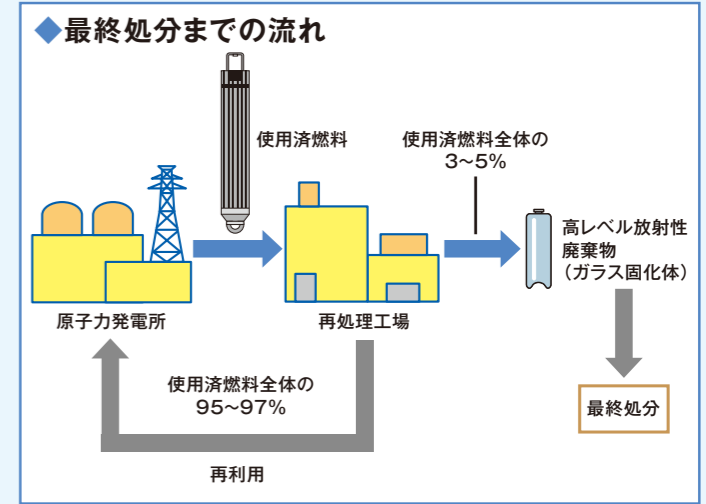 ◆最終処分までの流れ
使用済燃料
使用済燃料全体の
3~5%
高レベル放射性
廃棄物
（ガラス固化体）
原子力発電所
再処理工場
使用済燃料全体の
95~97%
最終処分
再利用